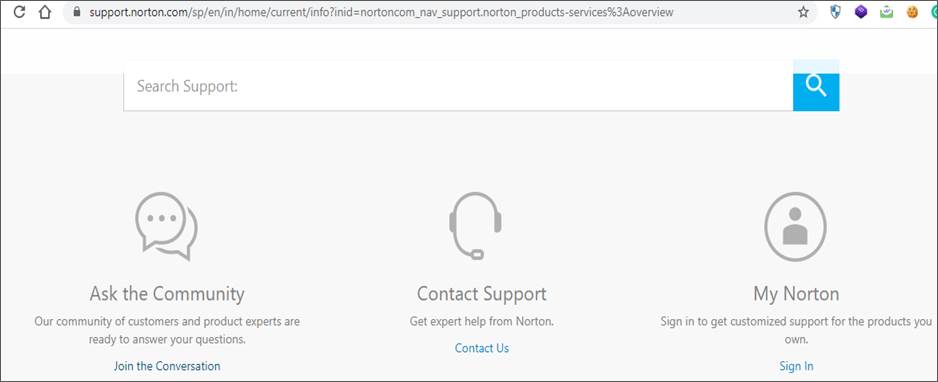 support.norton.com/sp/en/in/home/current/info?inid=nortoncom_nav_support.norton_products-services%3Aoverview
Search Support:
Ask the Community
Our community of customers and product experts are
ready to answer your questions.
Join the Conversation
Contact Support
Get expert help from Norton.
Contact Us
My Norton
Sign in to get customized support for the products you
own.
Sign In